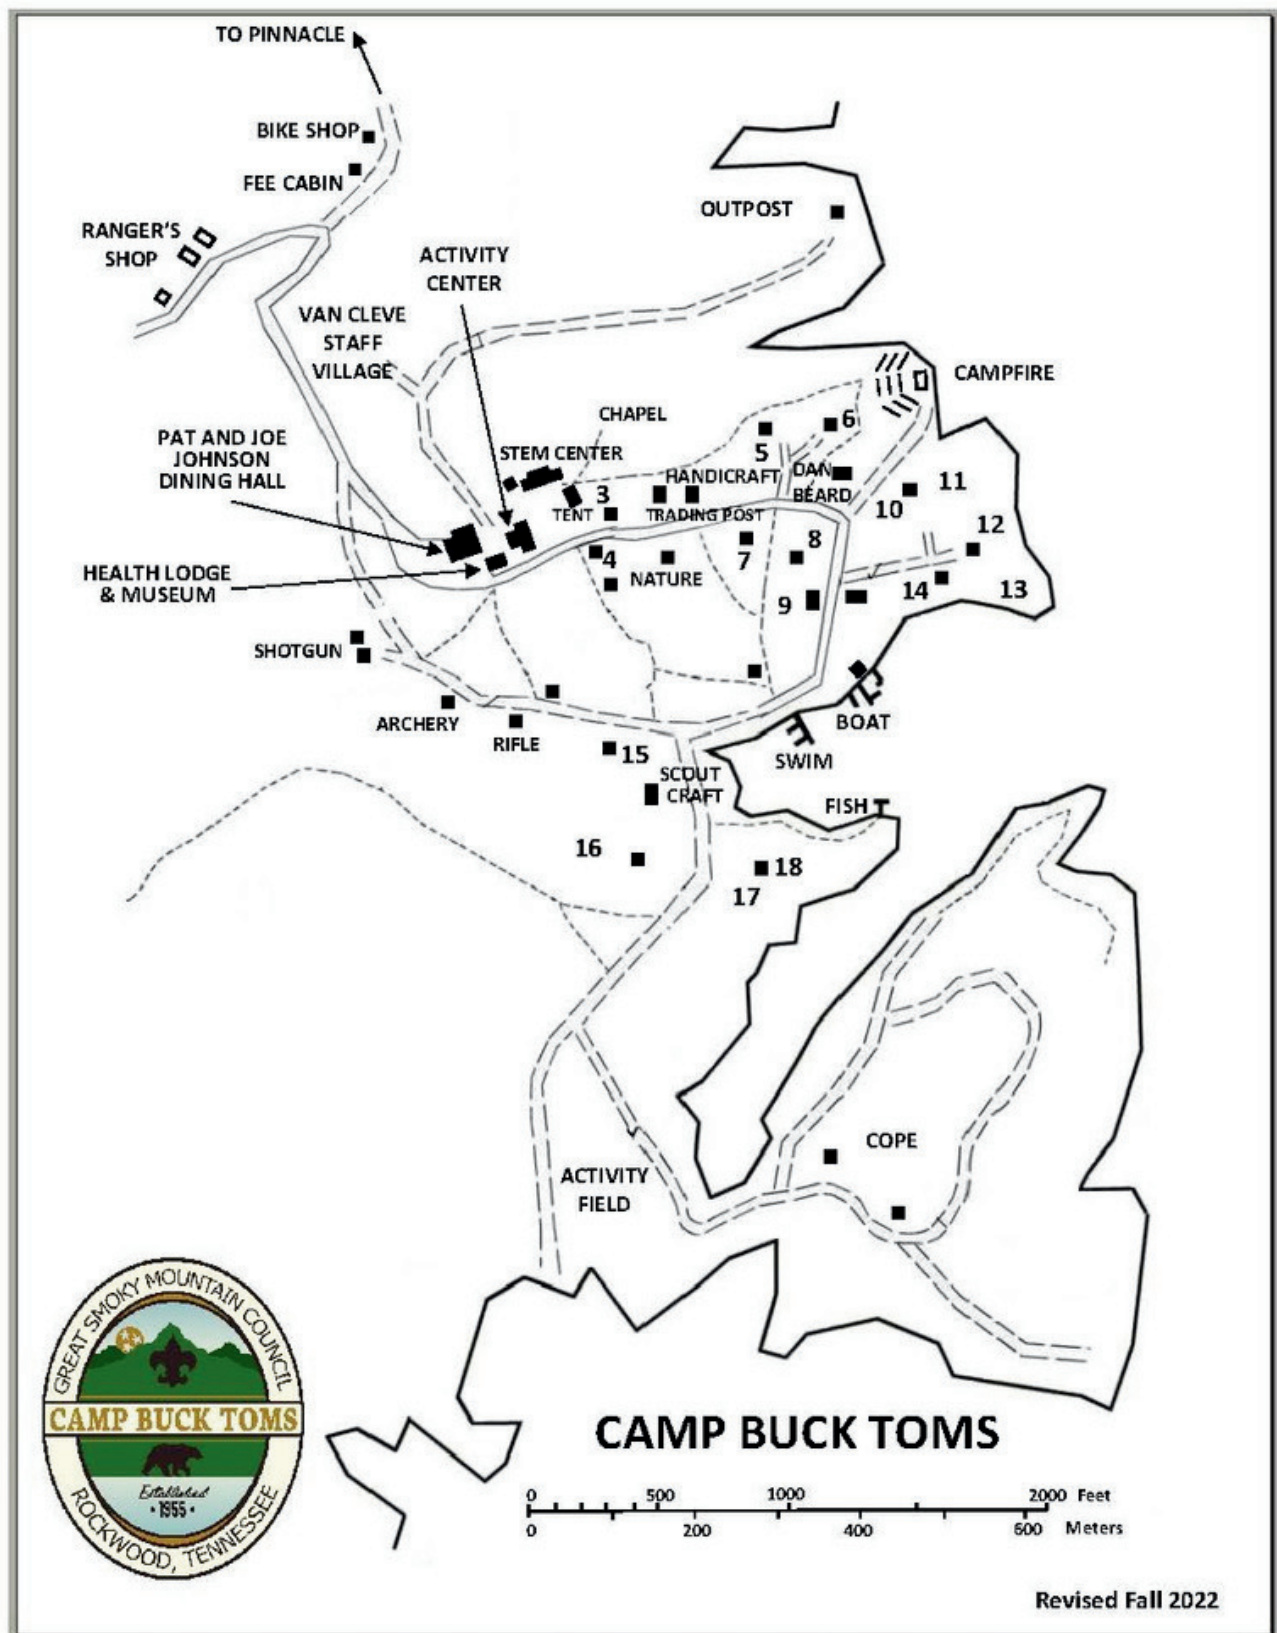 TO PINNACLE
BIKE SHOP
FEE CABIN
RANGER'S
SHOP
OUTPOST
ACTIVITY
CENTER
VAN CLEVE
STAFF
VILLAGE
CAMPFIRE
CHAPEL
6
5
PAT AND JOE
JOHNSON
DINING HALL
STEM CENTER
HANDICRAFT
DAN
BEARD
3
TENT
TRADING POST
11
10
12
8
7
4
NATURE
HEALTH LODGE
& MUSEUM
9
14
13
SHOTGUN
ARCHERY
RIFLE
BOAT
SWIM
15
SCOUT
CRAFT
FISH
16
18
17
COPE
ACTIVITY
FIELD
GREAT SMOKY MOUNTAIN COUNCIL
CAMP BUCK TOMS
Established
• 1955 •
ROCKWOOD, TENNESSEE
CAMP BUCK TOMS
0 500 1000 2000 Feet
0 200 400 600 Meters
Revised Fall 2022